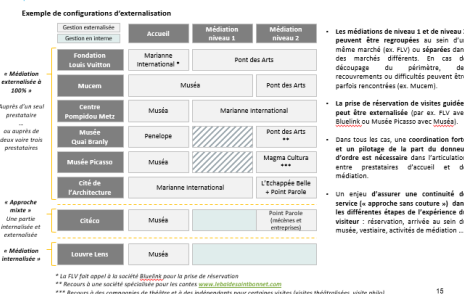 Exemple de configurations d'externalisation
Gestion externalisée
Gestion en interne
Accueil
Médiation niveau 1
Médiation niveau 2
« Médiation externalisée à 100% »
Auprès d'un seul prestataire
...
ou auprès de deux voire trois prestataires
Fondation Louis Vuitton
Marianne International *
Pont des Arts
Mucem
Muséa
Pont des Arts
Centre Pompidou Metz
Muséa
Marianne International
Musée Quai Branly
Penelope
Pont des Arts **
Musée Picasso
Muséa
Magma Cultura ***
Cité de l'Architecture
Marianne International
L'Echappée Belle + Point Parole
« Approche mixte »
Une partie internalisée et externalisée
Citéco
Muséa
Point Parole (mécènes et entreprises)
« Médiation internalisée »
Louvre Lens
Muséa
* La FLV fait appel à la société Bluelink pour la prise de réservation
** Recours à une société spécialisée pour les cartes www.lebaldesaintbonnet.com
*** Recours à des compagnies de théâtre et à des indépendants pour certaines visites (visites théâtralisées, visite philo)
• Les médiations de niveau 1 et de niveau 2
peuvent être regroupées au sein d'un
même marché (ex. FLV) ou séparées dans
des marchés différents. En cas de
découpage du périmètre, de
recouvrements ou difficultés peuvent être
parfois rencontrées (ex. Mucem).
• La prise de réservation de visites guidées
peut être externalisée (par ex. FLV avec
Bluelink ou Musée Picasso avec Muséa).
• Dans tous les cas, une coordination forte
et un pilotage de la part du donneur
d'ordre est nécessaire dans l'articulation
entre prestataires d'accueil et de
médiation.
• Un enjeu d'assurer une continuité de
service (« approche sans couture ») dans
les différentes étapes de l'expérience du
visiteur : réservation, arrivée au sein du
musée, vestiaire, activités de médiation ...
15